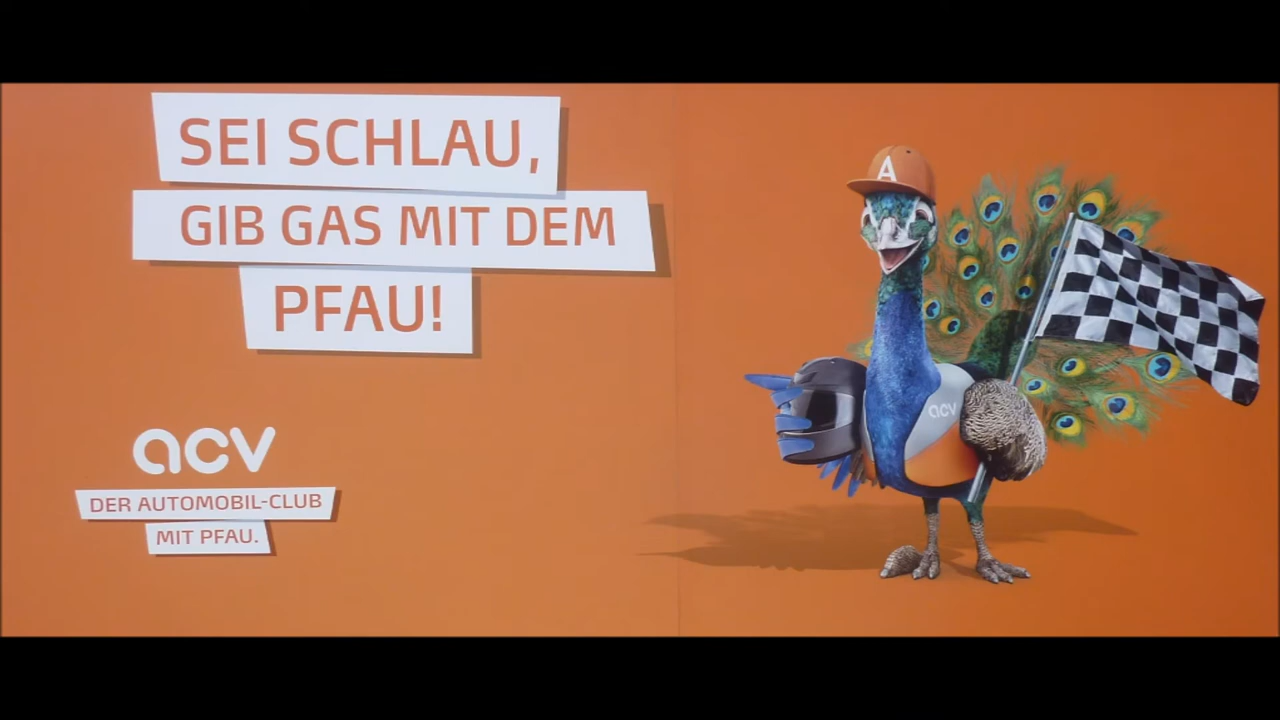 SEI SCHLAU,
GIB GAS MIT DEM
PFAU!
acv
DER AUTOMOBIL-CLUB
MIT PFAU.
A
acv